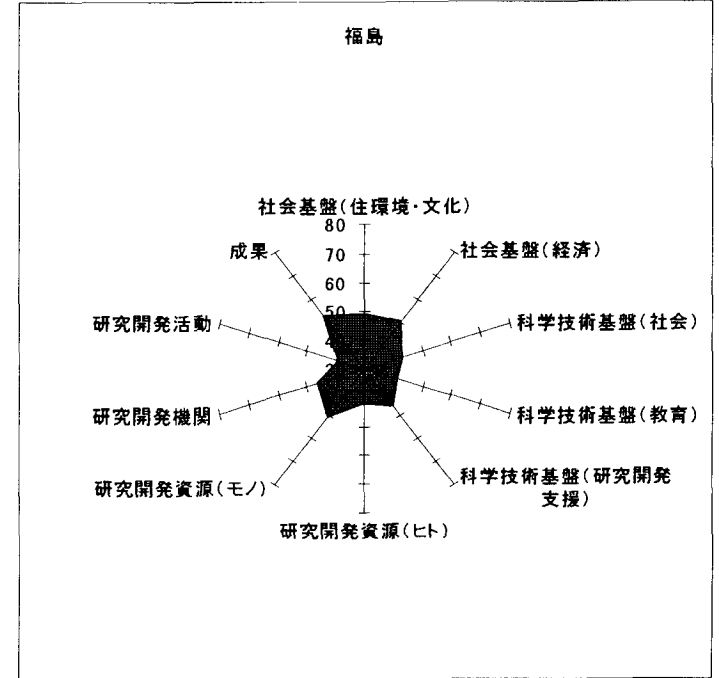 福島
社会基盤(住環境・文化)
80
成果
70
社会基盤(経済)
60
50
研究開発活動
科学技術基盤(社会)
研究開発機関
科学技術基盤(教育)
研究開発資源(モノ)
科学技術基盤(研究開発
支援)
研究開発資源(ヒト)